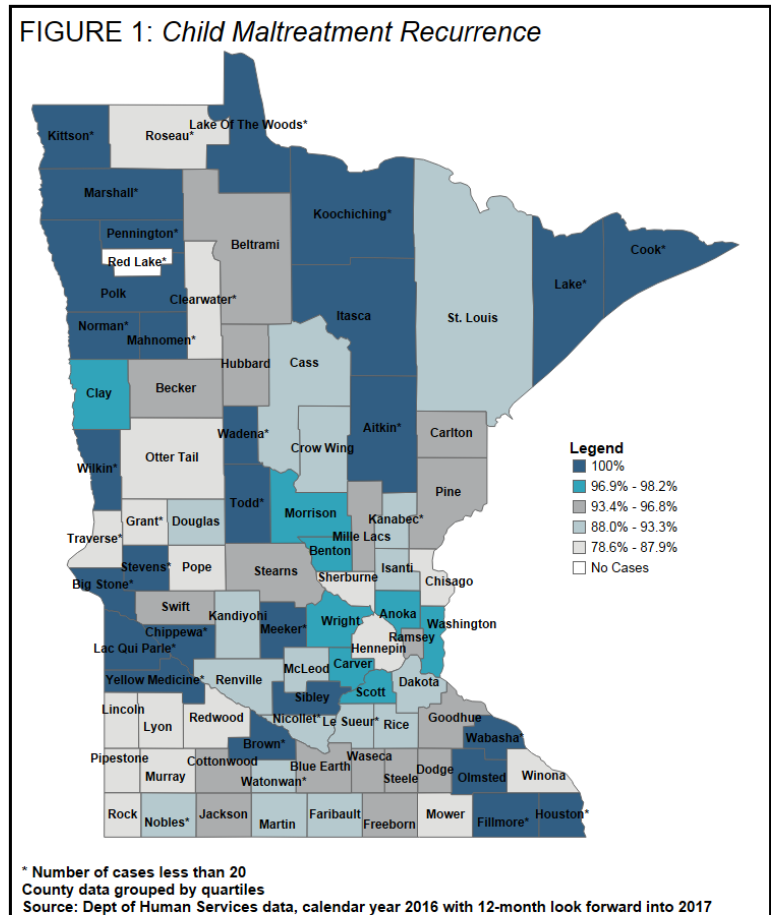 FIGURE 1: Child Maltreatment Recurrence
Lake Of The Woods*
Kittson*
Roseau*
Marshall*
Koochiching*
Pennington*
Beltrami
Cook*
Red Lake*
Lake*
Polk
Clearwater*
Itasca
St. Louis
Norman*
Mahnomen*
Hubbard
Cass
Becker
Clay
Wadena*
Aitkin*
Carlton
Crow Wing
Otter Tail
Wilkin*
Pine
Todd*
Morrison
Grant*
Douglas
Kanabec*
Traverse*
Mille Lacs
Benton
Stevens*
Pope
Isanti
Stearns
Sherburne
Chisago
Big Stone*
Swift
Kandiyohi
Anoka
Washington
Wright
Chippewa*
Meeker*
Ramsey
Lac Qui Parle*
Hennepin
McLeod
Carver
Yellow Medicine*
Renville
Scott
Dakota
Sibley
Lincoln
Lyon
Redwood
Nicollet*
Le Sueur*
Rice
Goodhue
Wabasha*
Brown*
Pipestone
Murray
Cottonwood
Watonwan*
Blue Earth
Waseca
Steele
Dodge
Olmsted
Winona
Rock
Nobles*
Jackson
Martin
Faribault
Freeborn
Mower
Fillmore*
Houston*
Legend
100%
96.9% - 98.2%
93.4% - 96.8%
88.0% - 93.3%
78.6% - 87.9%
No Cases
* Number of cases less than 20
County data grouped by quartiles
Source: Dept of Human Services data, calendar year 2016 with 12-month look forward into 2017